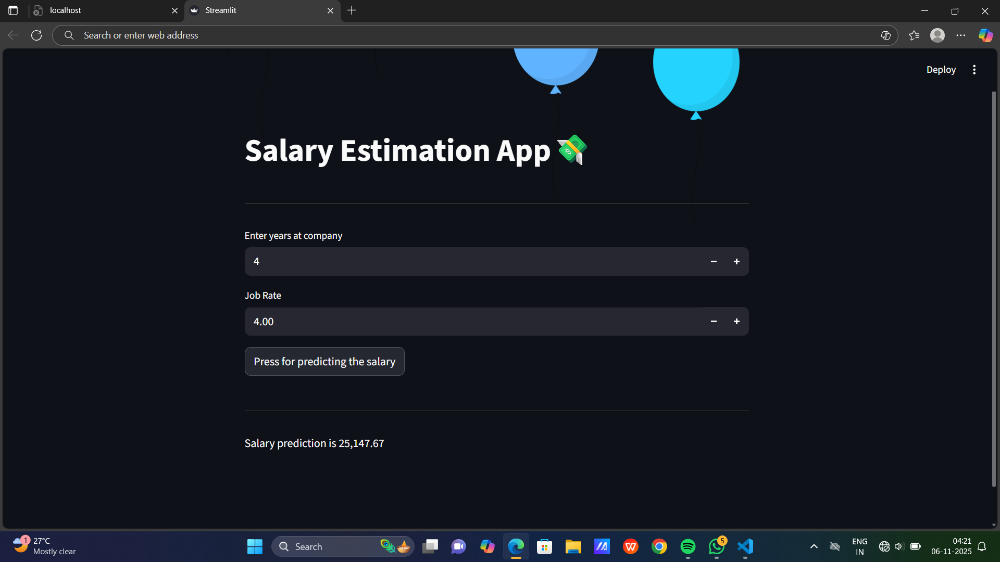 localhost
Streamlit
Search or enter web address
Deploy
Salary Estimation App
Enter years at company
4
Job Rate
4.00
Press for predicting the salary
Salary prediction is 25,147.67
1
27°C
Mostly clear
Search
5
ENG
IN
04:21
06-11-2025